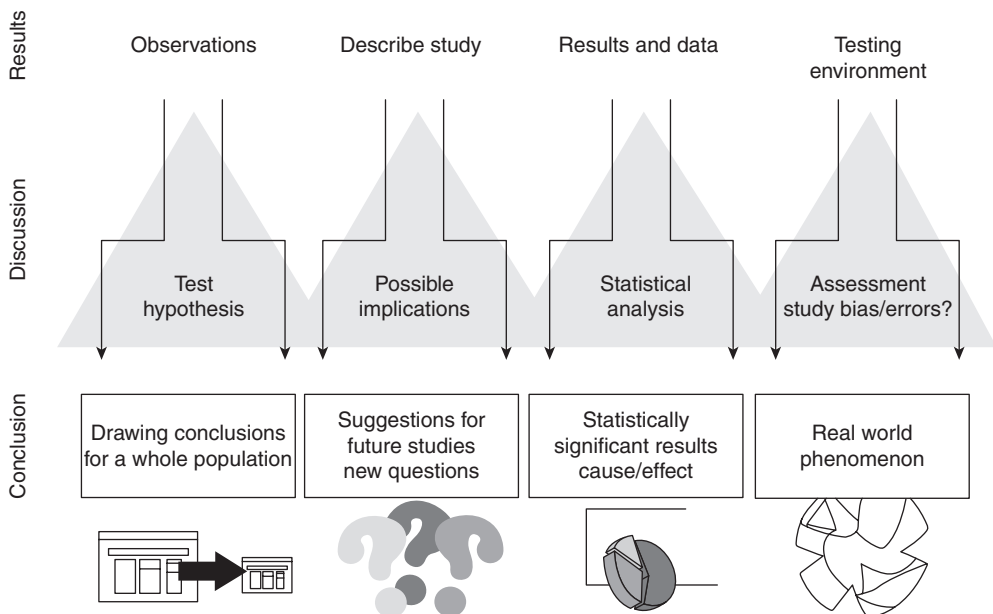 Results
Observations
Describe study
Results and data
Testing
environment
Discussion
Test
hypothesis
Possible
implications
Statistical
analysis
Assessment
study bias/errors?
Conclusion
Drawing conclusions
for a whole population
Suggestions for
future studies
new questions
Statistically
significant results
cause/effect
Real world
phenomenon